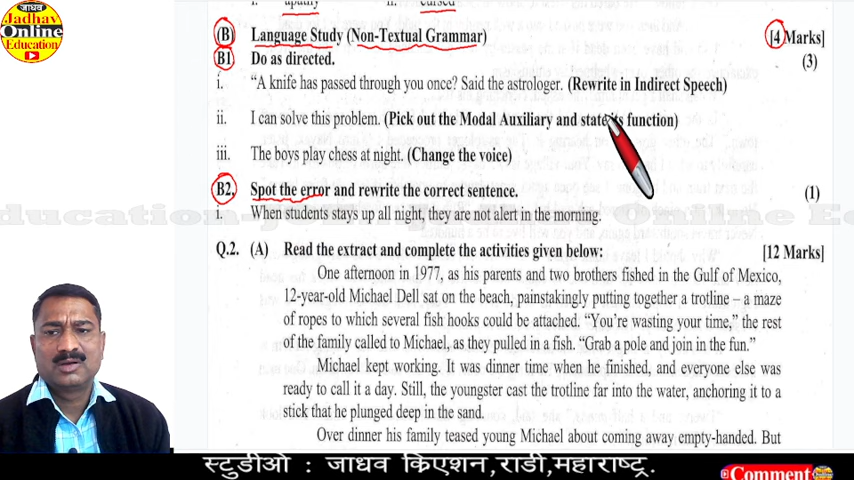 i. upaptly ii. cursed
जाधव
Jadhav
Online
Education
(B) Language Study (Non-Textual Grammar) [4 Marks]
B1. Do as directed. (3)
i. “A knife has passed through you once? Said the astrologer. (Rewrite in Indirect Speech)
ii. I can solve this problem. (Pick out the Modal Auxiliary and state its function)
iii. The boys play chess at night. (Change the voice)
B2. Spot the error and rewrite the correct sentence. (1)
i. When students stays up all night, they are not alert in the morning.
Q.2. (A) Read the extract and complete the activities given below: [12 Marks]
One afternoon in 1977, as his parents and two brothers fished in the Gulf of Mexico,
12-year-old Michael Dell sat on the beach, painstakingly putting together a trotline – a maze
of ropes to which several fish hooks could be attached. “You’re wasting your time,” the rest
of the family called to Michael, as they pulled in a fish. “Grab a pole and join in the fun.”
Michael kept working. It was dinner time when he finished, and everyone else was
ready to call it a day. Still, the youngster cast the trotline far into the water, anchoring it to a
stick that he plunged deep in the sand.
Over dinner his family teased young Michael about coming away empty-handed. But
स्टुडीओ : जाधव क्रिएशन,राडी,महाराष्ट्र.
Comment